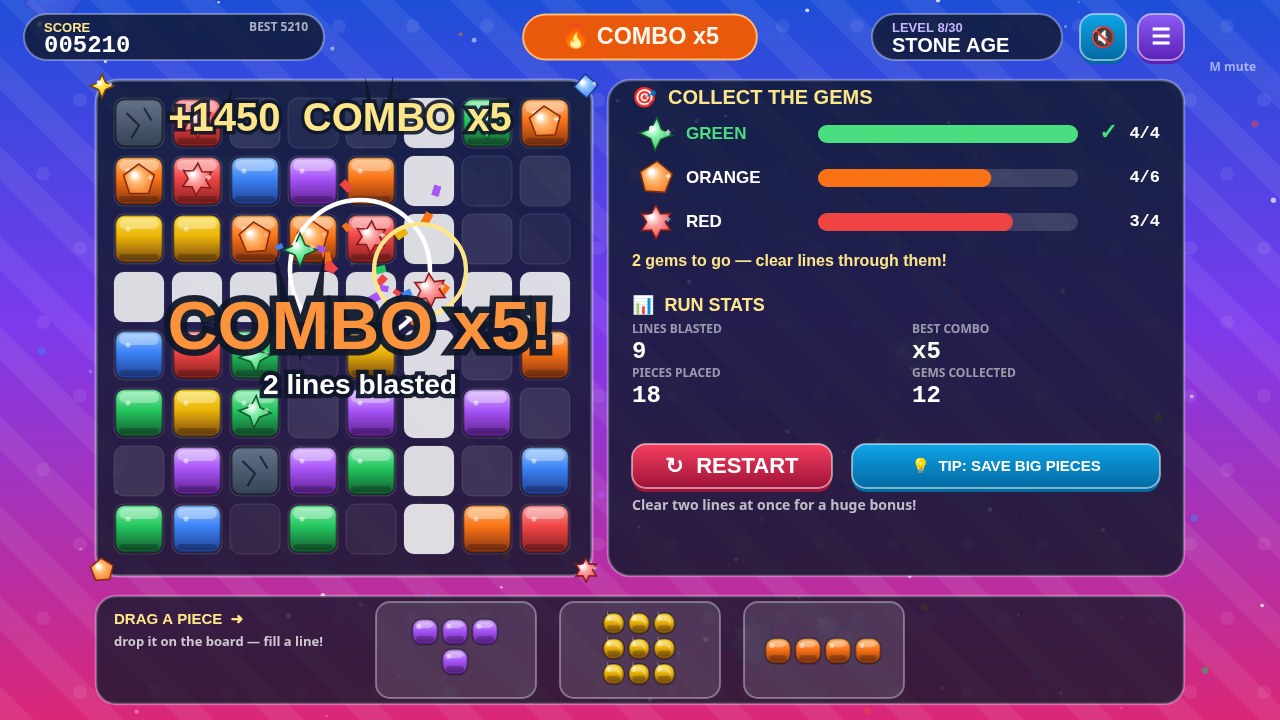 SCORE
BEST 5210
005210
🔥 COMBO x5
LEVEL 8/30
STONE AGE
M mute
+1450 COMBO x5
COMBO x5!
2 lines blasted
COLLECT THE GEMS
GREEN
✓ 4/4
ORANGE
4/6
RED
3/4
2 gems to go — clear lines through them!
RUN STATS
LINES BLASTED
BEST COMBO
9
x5
PIECES PLACED
GEMS COLLECTED
18
12
↻ RESTART
TIP: SAVE BIG PIECES
Clear two lines at once for a huge bonus!
DRAG A PIECE ➜
drop it on the board — fill a line!